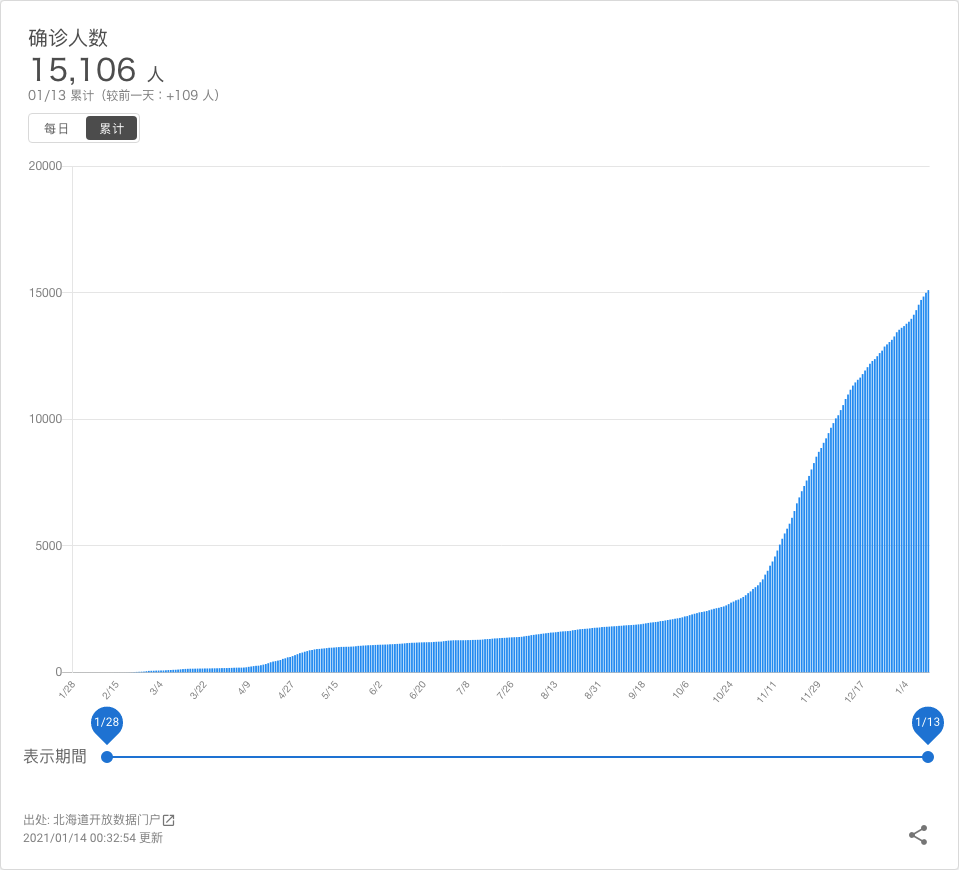 确诊人数
15,106 人
01/13 累计（较前一天：+109 人）
每日 累计
20000
15000
10000
5000
0
1/28 2/15 3/4 3/22 4/9 4/27 5/15 6/2 6/20 7/8 7/26 8/13 8/31 9/18 10/6 10/24 11/11 11/29 12/17 1/4
1/28 1/13
表示期間
出处: 北海道开放数据门户
2021/01/14 00:32:54 更新